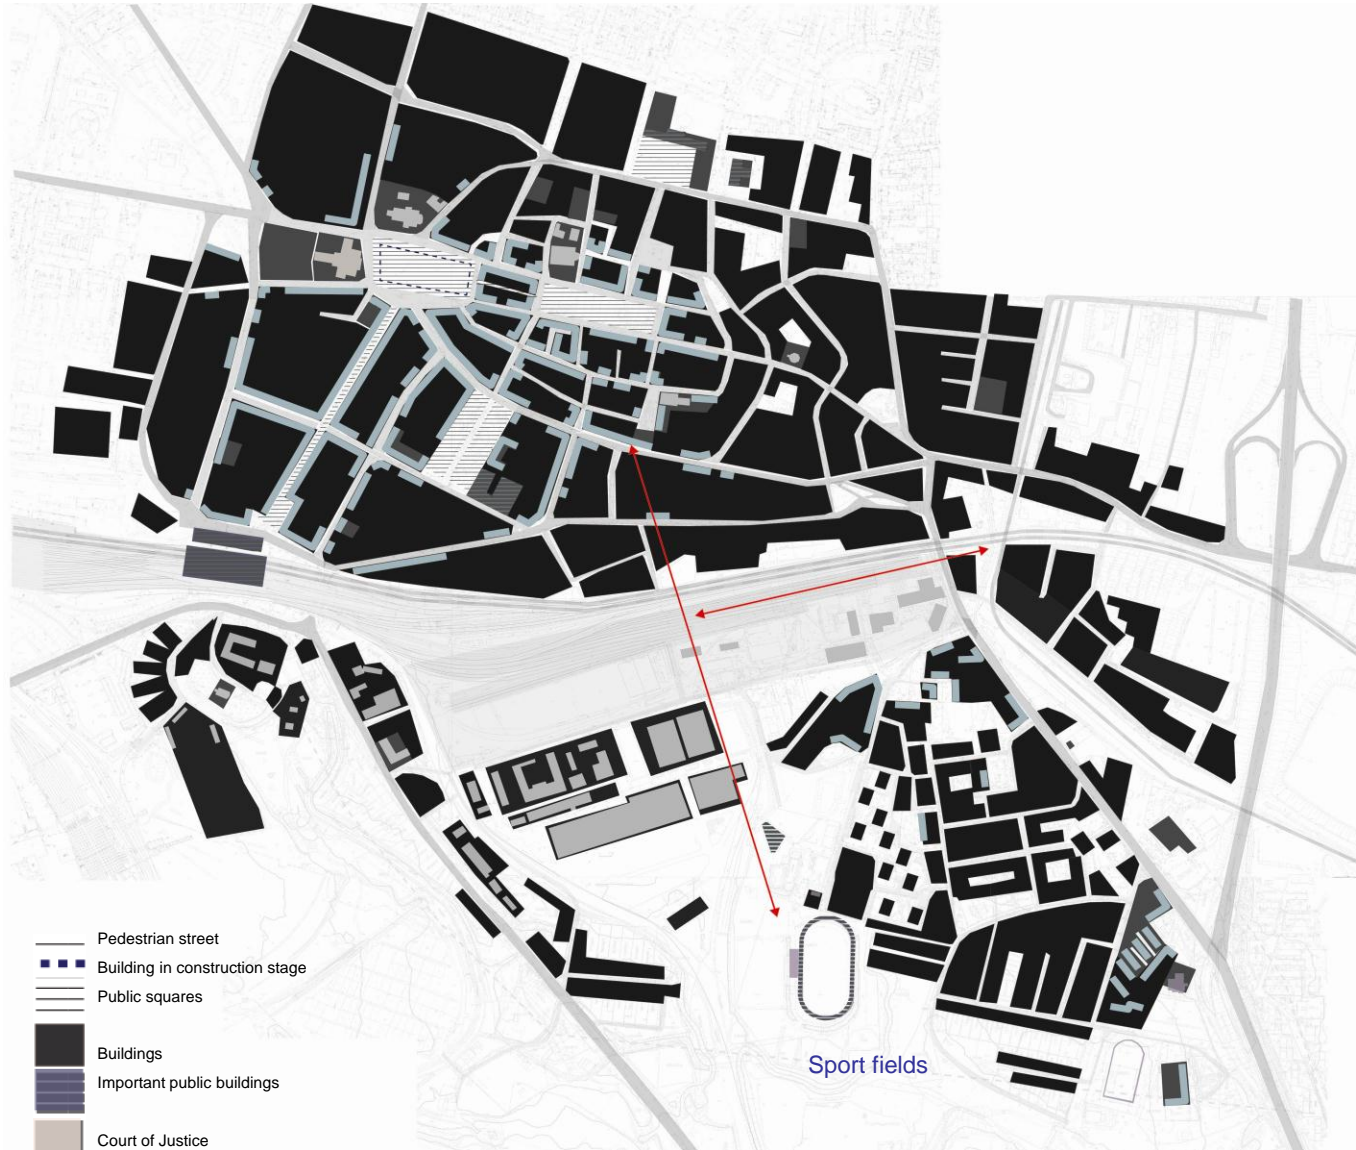 Sport fields
Pedestrian street
Building in construction stage
Public squares
Buildings
Important public buildings
Court of Justice